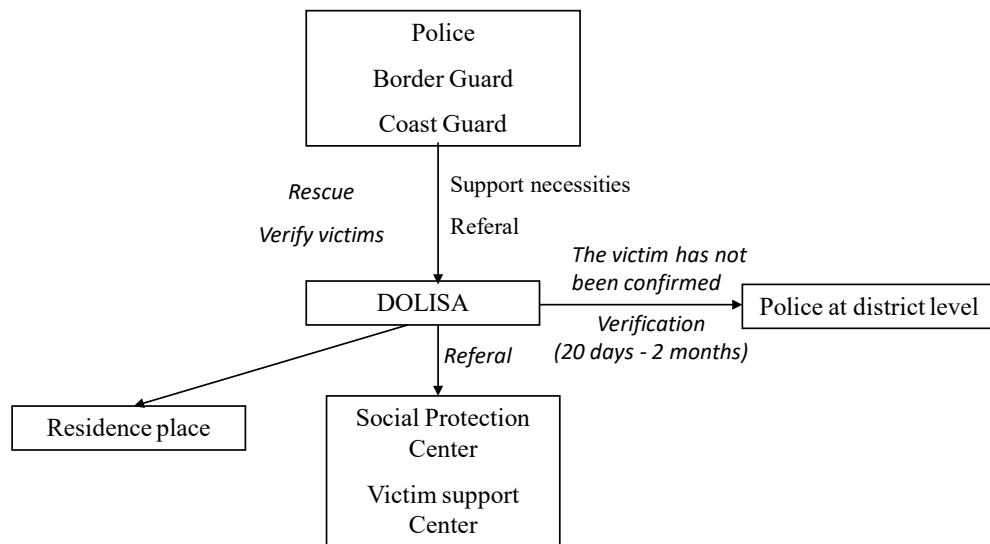 Police
Border Guard
Coast Guard
Rescue
Verify victims
Support necessities
Referal
The victim has not
been confirmed
DOLISA
Police at district level
Verification
(20 days - 2 months)
Referal
Residence place
Social Protection
Center
Victim support
Center